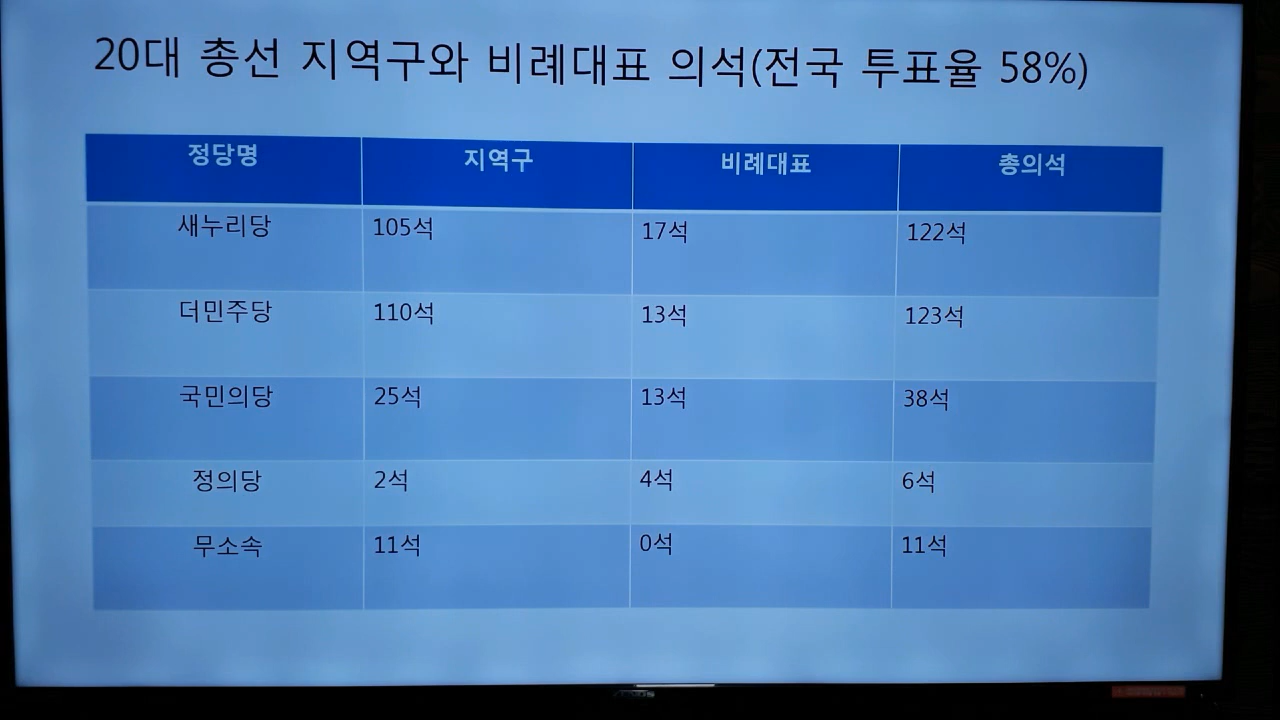 20대 총선 지역구와 비례대표 의석(전국 투표율 58%)
정당명 지역구 비례대표 총의석
새누리당 105석 17석 122석
더민주당 110석 13석 123석
국민의당 25석 13석 38석
정의당 2석 4석 6석
무소속 11석 0석 11석